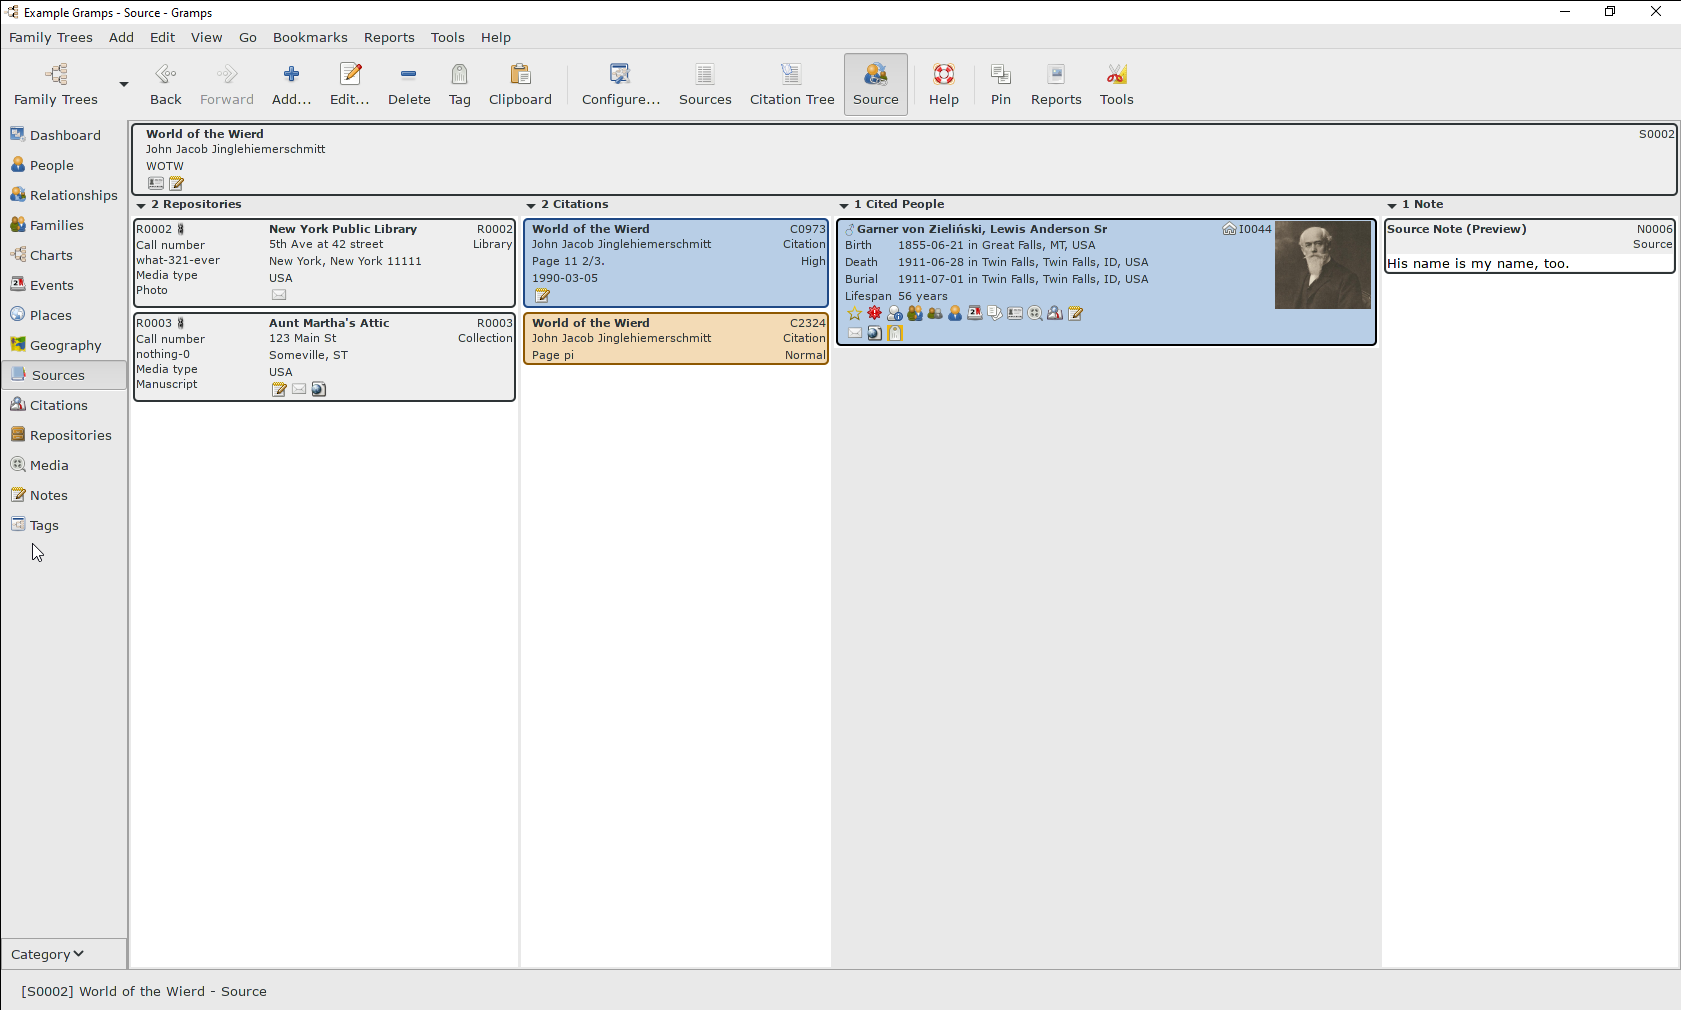 Example Gramps - Source - Gramps
Family Trees Add Edit View Go Bookmarks Reports Tools Help
Family Trees Back Forward Add... Edit... Delete Tag Clipboard Configure... Sources Citation Tree Source Help Pin Reports Tools
Dashboard
People
Relationships
Families
Charts
Events
Places
Geography
Sources
Citations
Repositories
Media
Notes
Tags
Category
World of the Wierd S0002
John Jacob Jinglehiemerschmitt
WOTW
2 Repositories
R0002 New York Public Library R0002
Call number 5th Ave at 42 street Library
what-321-ever New York, New York 11111
Media type USA
Photo
R0003 Aunt Martha's Attic R0003
Call number 123 Main St Collection
nothing-0 Someville, ST
Media type USA
Manuscript
2 Citations
World of the Wierd C0973
John Jacob Jinglehiemerschmitt Citation
Page 11 2/3. High
1990-03-05
World of the Wierd C2324
John Jacob Jinglehiemerschmitt Citation
Page pi Normal
1 Cited People
Garner von Zieliński, Lewis Anderson Sr I0044
Birth 1855-06-21 in Great Falls, MT, USA
Death 1911-06-28 in Twin Falls, Twin Falls, ID, USA
Burial 1911-07-01 in Twin Falls, Twin Falls, ID, USA
Lifespan 56 years
1 Note
Source Note (Preview) N0006
Source
His name is my name, too.
[S0002] World of the Wierd - Source